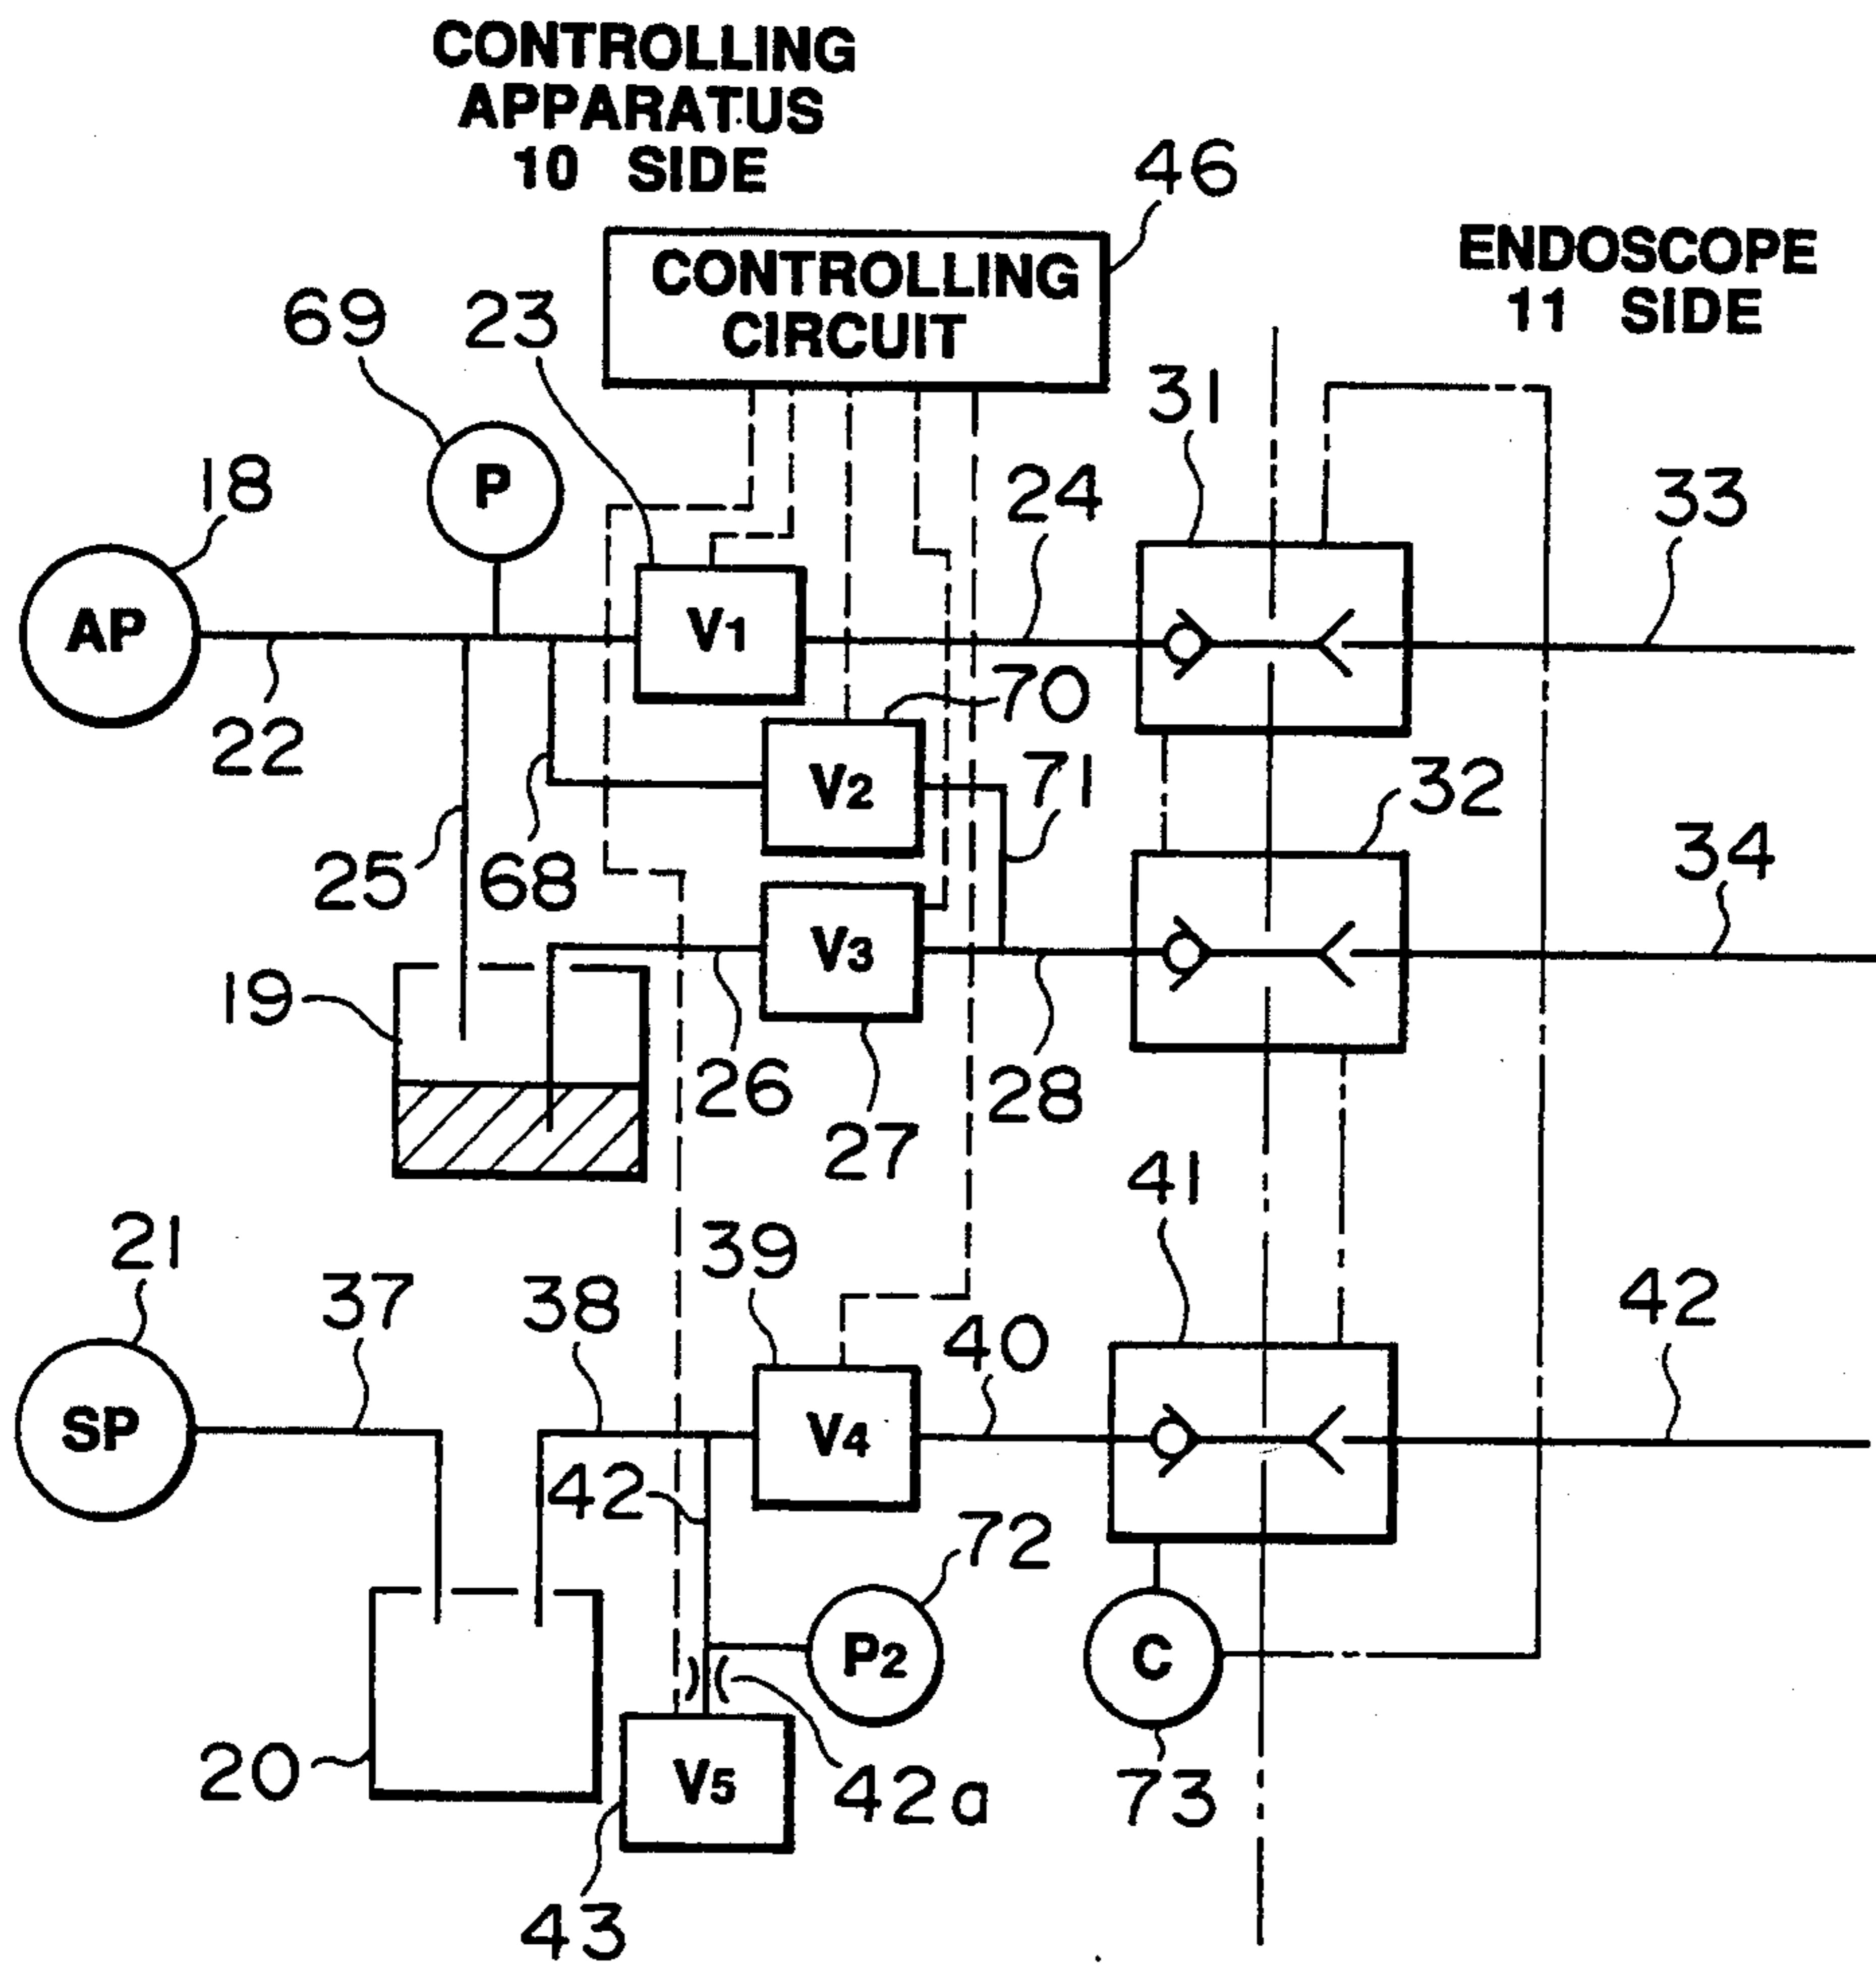 CONTROLLING
APPARATUS
10 SIDE
46
ENDOSCOPE
11 SIDE
CONTROLLING
CIRCUIT
69
23
31
18
P
24
33
AP
V1
22
70
V2
71
32
25
68
34
V3
19
26
28
27
41
21
39
37
38
40
42
SP
V4
42
72
P2
C
20
V5
42a
73
43